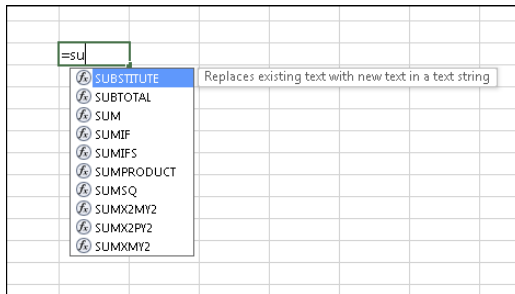 =su
SUBSTITUTE
Replaces existing text with new text in a text string
SUBTOTAL
SUM
SUMIF
SUMIFS
SUMPRODUCT
SUMSQ
SUMX2MY2
SUMX2PY2
SUMXMY2